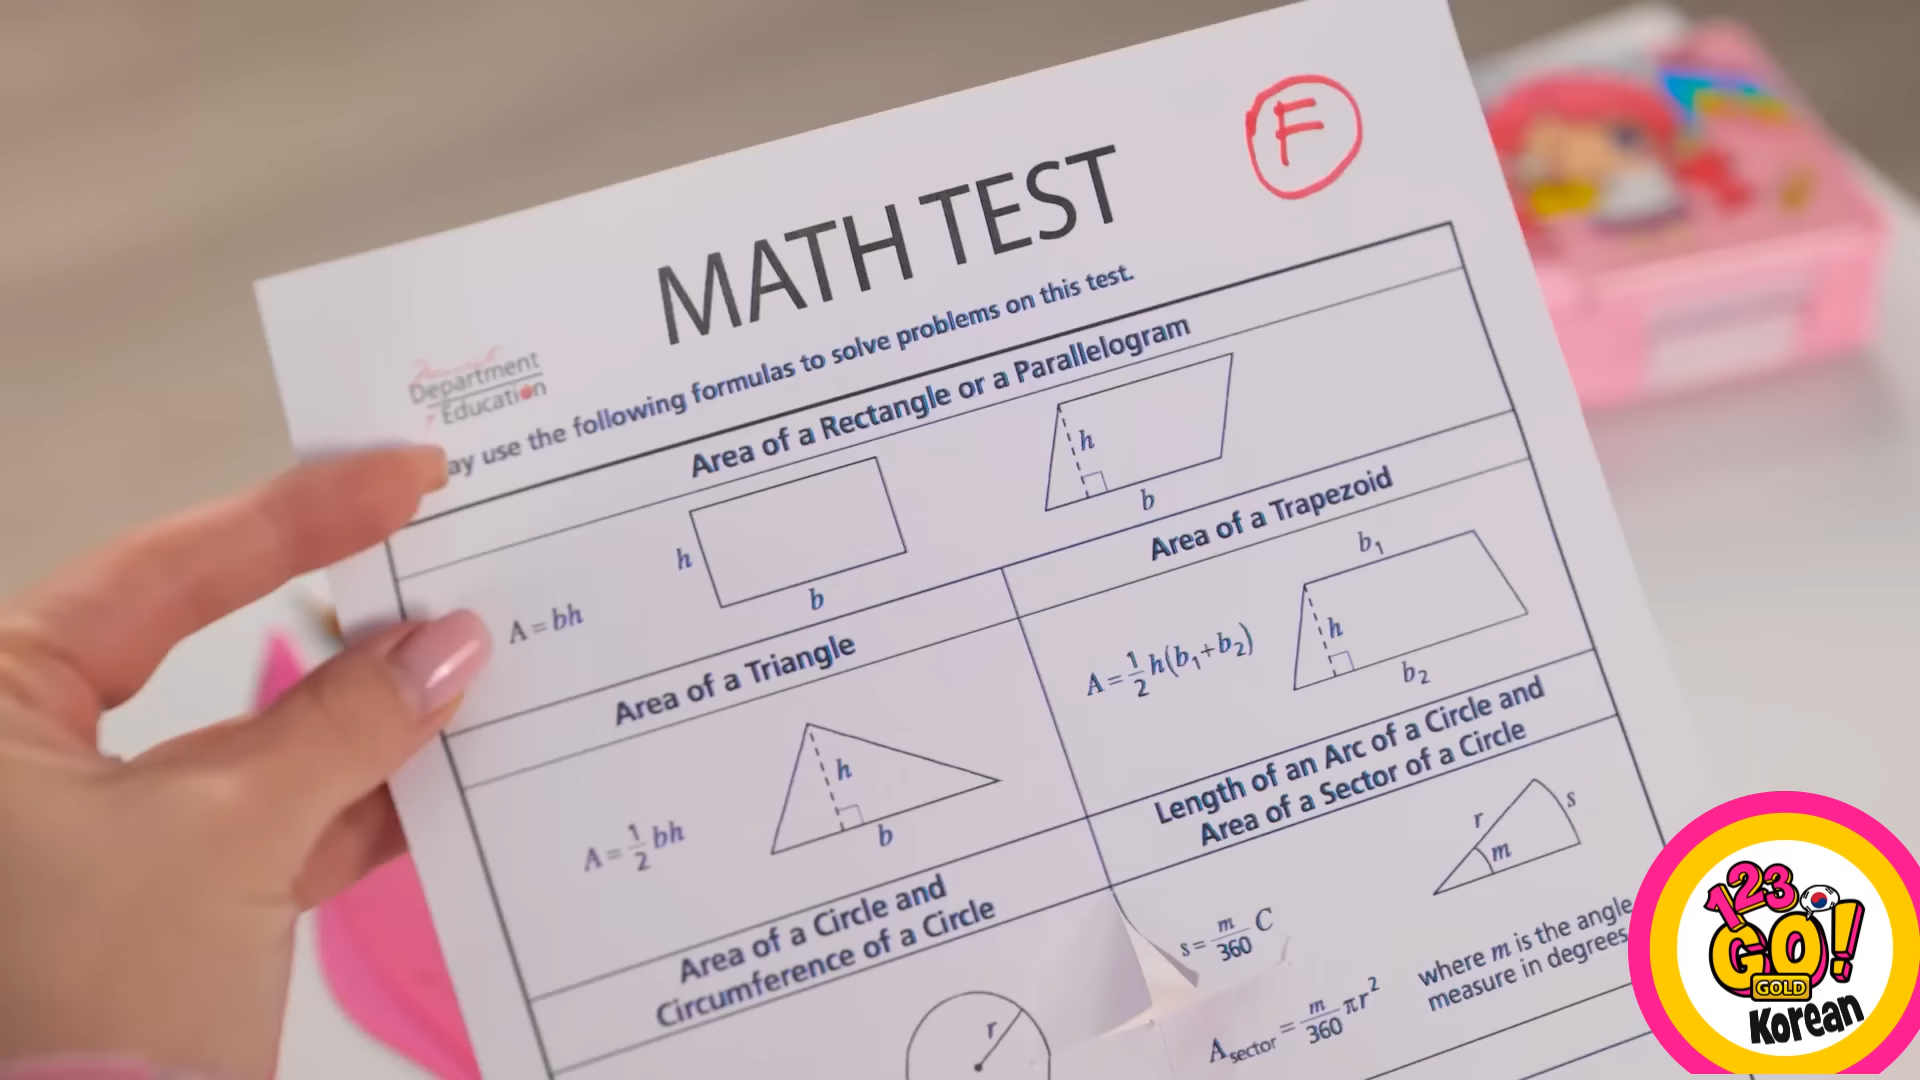 F
MATH TEST
Department
Education
ay use the following formulas to solve problems on this test.
Area of a Rectangle or a Parallelogram
h
b
h
b
A = bh
Area of a Triangle
h
b
A = 1/2 bh
Area of a Trapezoid
b₁
h
b₂
A = 1/2 h(b₁+b₂)
Length of an Arc of a Circle and
Area of a Sector of a Circle
r
s
m
s = m/360 C
A sector = m/360 πr²
where m is the angle
measure in degrees
Area of a Circle and
Circumference of a Circle
r
123
GO!
GOLD
Korean